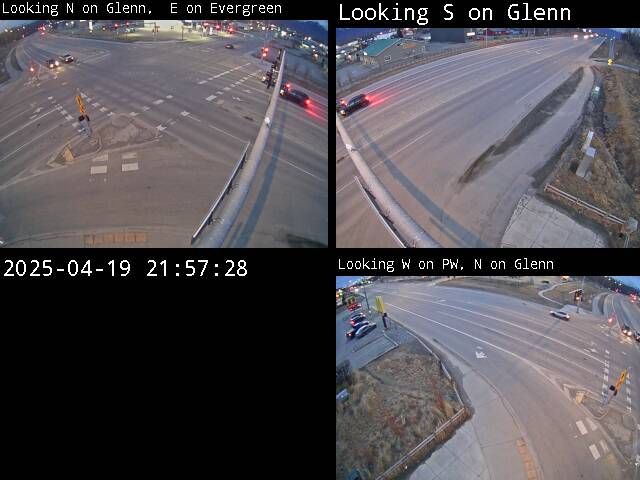 Looking N on Glenn,  E on Evergreen
Looking S on Glenn
2025-04-19 21:57:28
Looking W on PW, N on Glenn